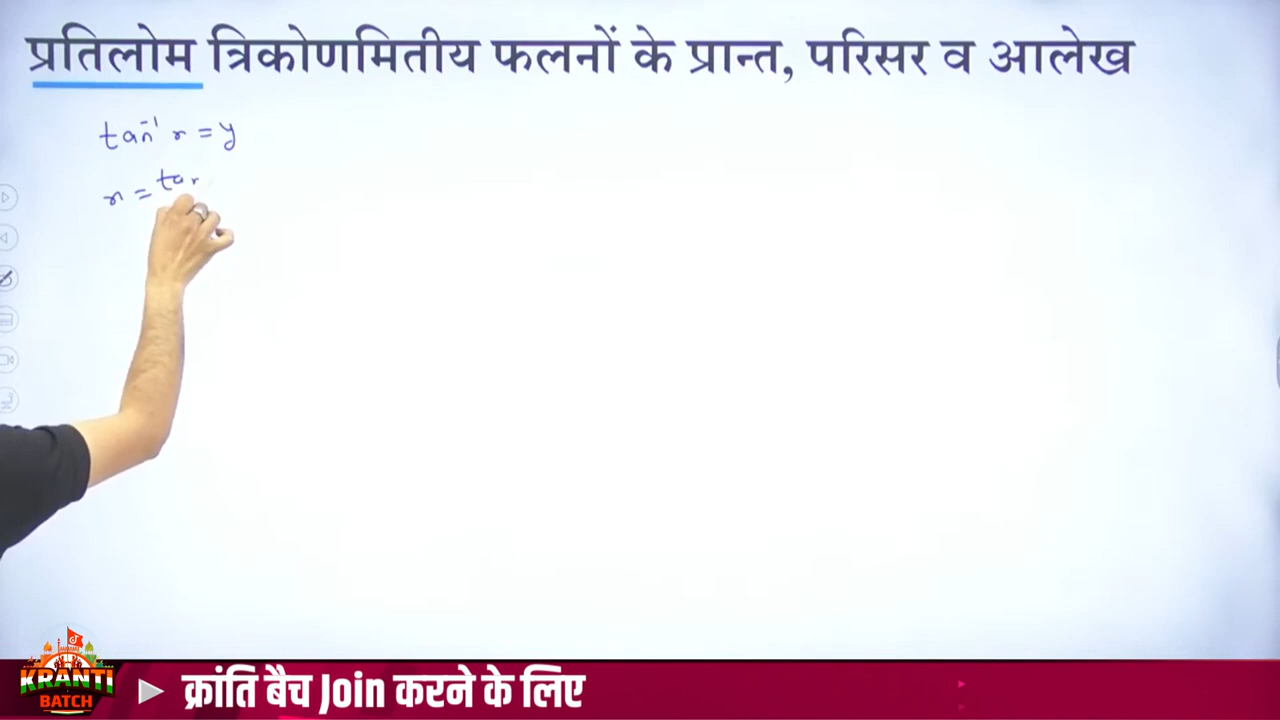 प्रतिलोम त्रिकोणमितीय फलनों के प्रान्त, परिसर व आलेख
tan⁻¹ x = y
x = tan
KRANTI
BATCH
क्रांति बैच Join करने के लिए